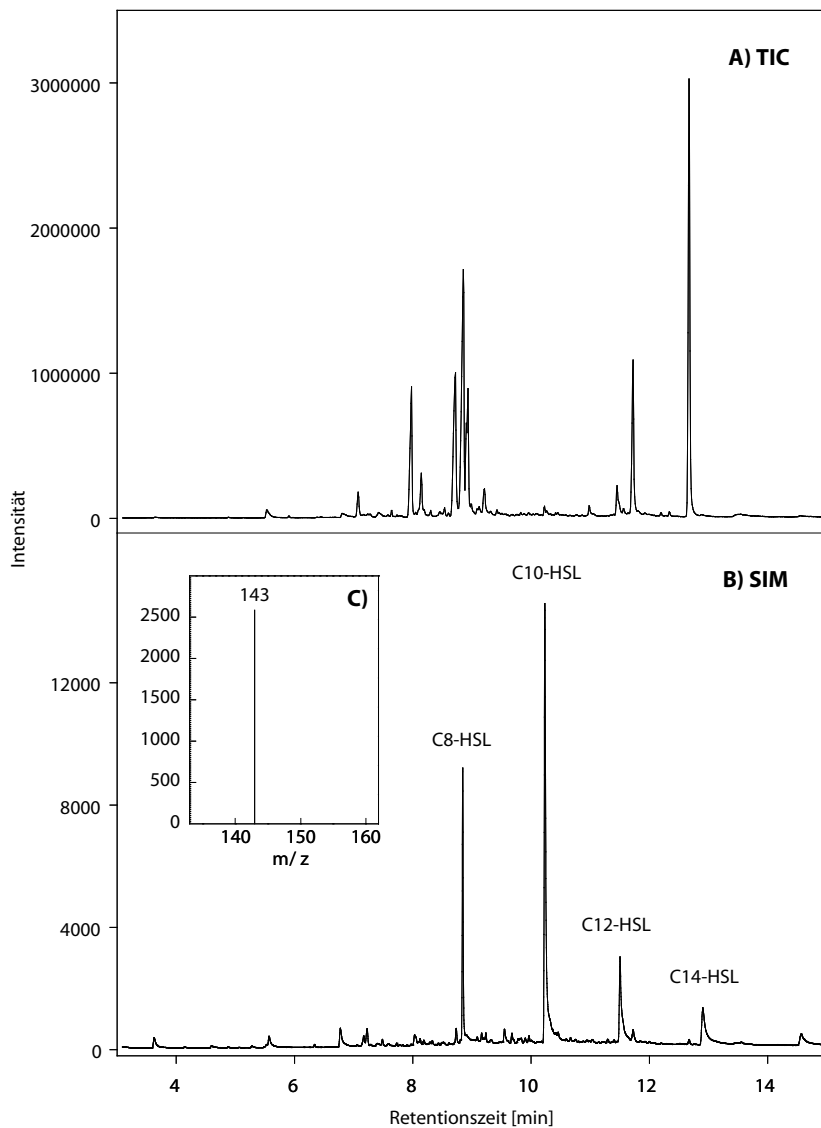 A) TIC
3000000
2000000
1000000
0
Intensität
B) SIM
C10-HSL
C8-HSL
C12-HSL
C14-HSL
12000
8000
4000
0
C)
143
2500
2000
1500
1000
500
0
140 150 160
m/ z
4 6 8 10 12 14
Retentionszeit [min]